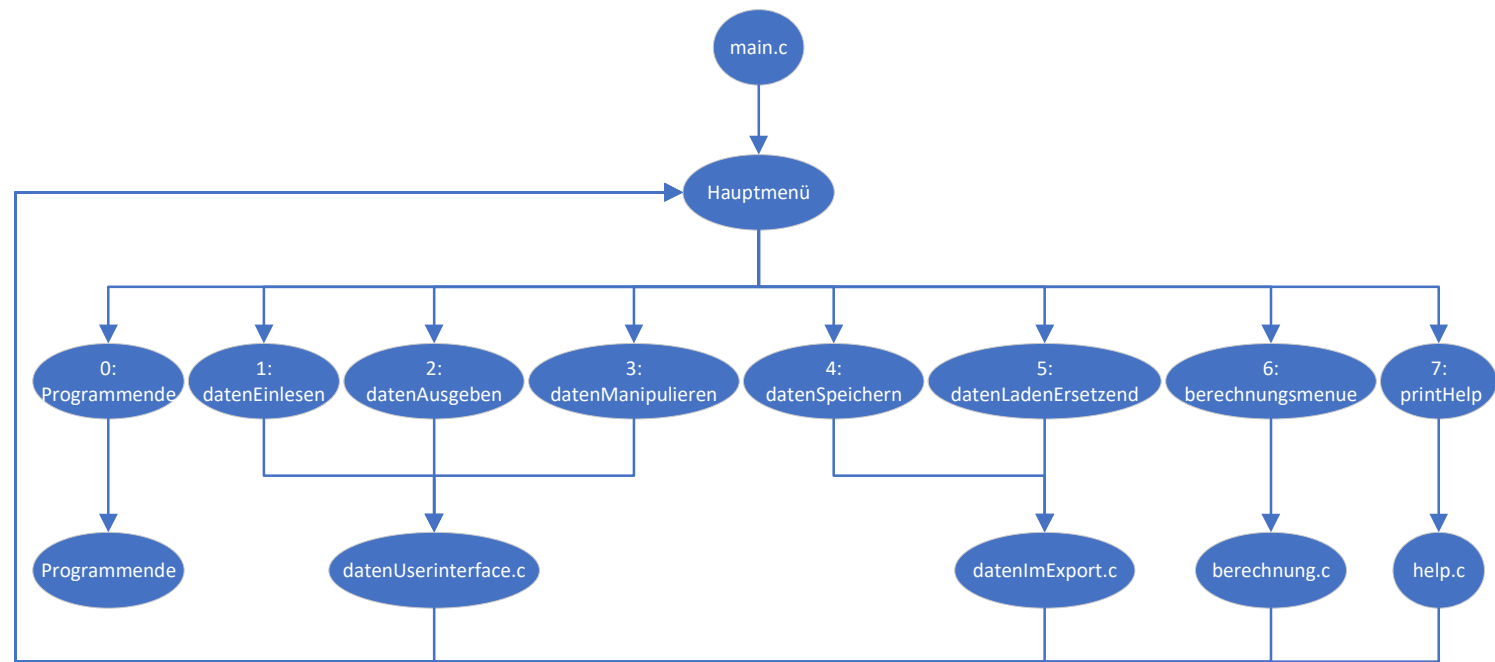 main.c
Hauptmenü
0:
Programmende
1:
datenEinlesen
2:
datenAusgeben
3:
datenManipulieren
4:
datenSpeichern
5:
datenLadenErsetzend
6:
berechnungsmenue
7:
printHelp
Programmende
datenUserinterface.c
datenImExport.c
berechnung.c
help.c